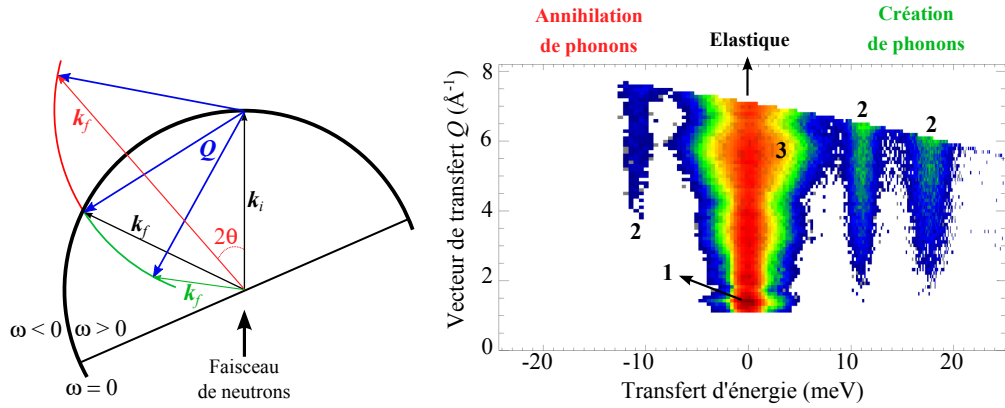 k_f
Q
k_f
k_i
2θ
k_f
ω < 0
ω > 0
ω = 0
Faisceau
de neutrons
Annihilation
de phonons
Elastique
Création
de phonons
Vecteur de transfert Q (Å⁻¹)
8
6
4
2
0
2
2
3
2
1
-20
-10
0
10
20
Transfert d'énergie (meV)